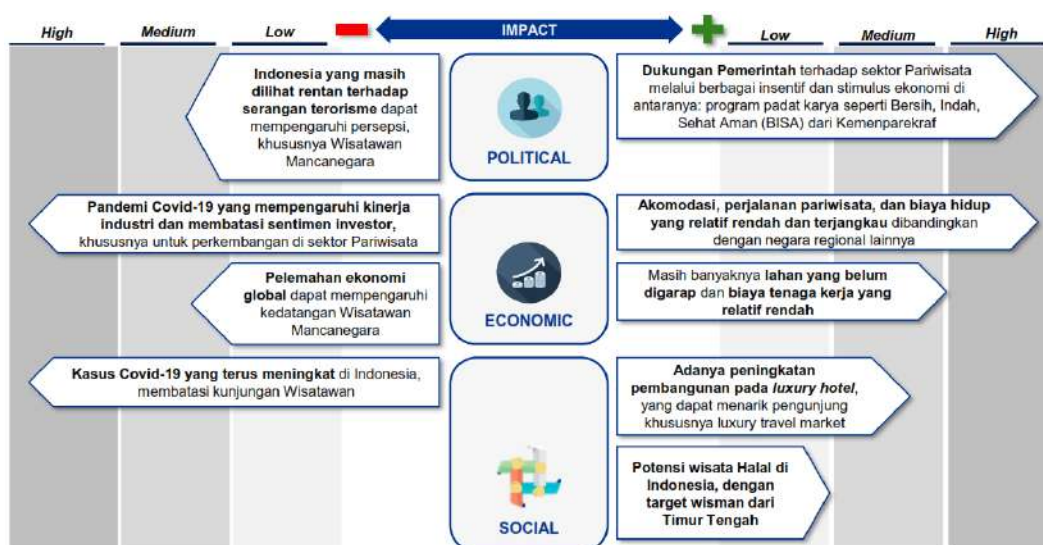 IMPACT
High
Medium
Low
Low
Medium
High
Indonesia yang masih
dilihat rentan terhadap
serangan terorisme dapat
mempengaruhi persepsi,
khususnya Wisatawan
Mancanegara
POLITICAL
Dukungan Pemerintah terhadap sektor Pariwisata
melalui berbagai insentif dan stimulus ekonomi di
antaranya: program padat karya seperti Bersih, Indah,
Sehat Aman (BISA) dari Kemenparekraf
Pandemi Covid-19 yang mempengaruhi kinerja
industri dan membatasi sentimen investor,
khususnya untuk perkembangan di sektor Pariwisata
Pelemahan ekonomi
global dapat mempengaruhi
kedatangan Wisatawan
Mancanegara
ECONOMIC
Akomodasi, perjalanan pariwisata, dan biaya hidup
yang relatif rendah dan terjangkau dibandingkan
dengan negara regional lainnya
Masih banyaknya lahan yang belum
digarap dan biaya tenaga kerja yang
relatif rendah
Kasus Covid-19 yang terus meningkat di Indonesia,
membatasi kunjungan Wisatawan
SOCIAL
Adanya peningkatan
pembangunan pada luxury hotel,
yang dapat menarik pengunjung
khususnya luxury travel market
Potensi wisata Halal di
Indonesia, dengan
target wisman dari
Timur Tengah